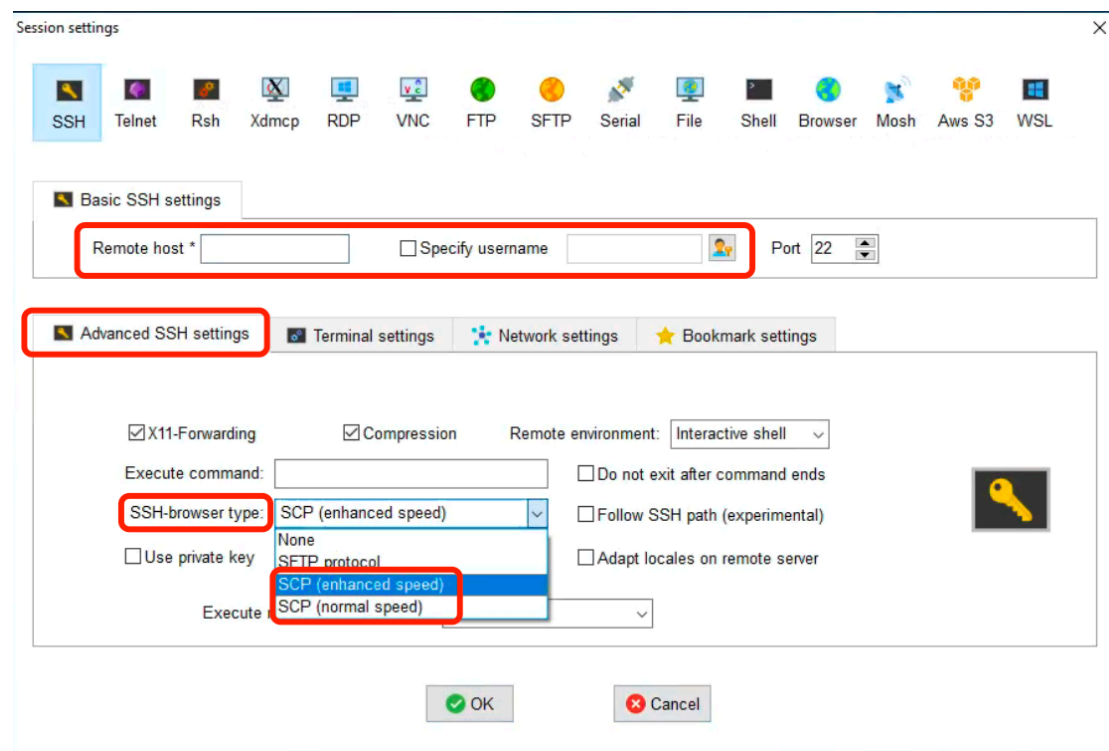 Session settings
SSH Telnet Rsh Xdmcp RDP VNC FTP SFTP Serial File Shell Browser Mosh Aws S3 WSL
Basic SSH settings
Remote host * Specify username Port 22
Advanced SSH settings Terminal settings Network settings Bookmark settings
X11-Forwarding Compression Remote environment: Interactive shell
Execute command: Do not exit after command ends
SSH-browser type: SCP (enhanced speed) Follow SSH path (experimental)
None
Use private key SFTP protocol Adapt locales on remote server
SCP (enhanced speed)
Execute SCP (normal speed)
OK Cancel